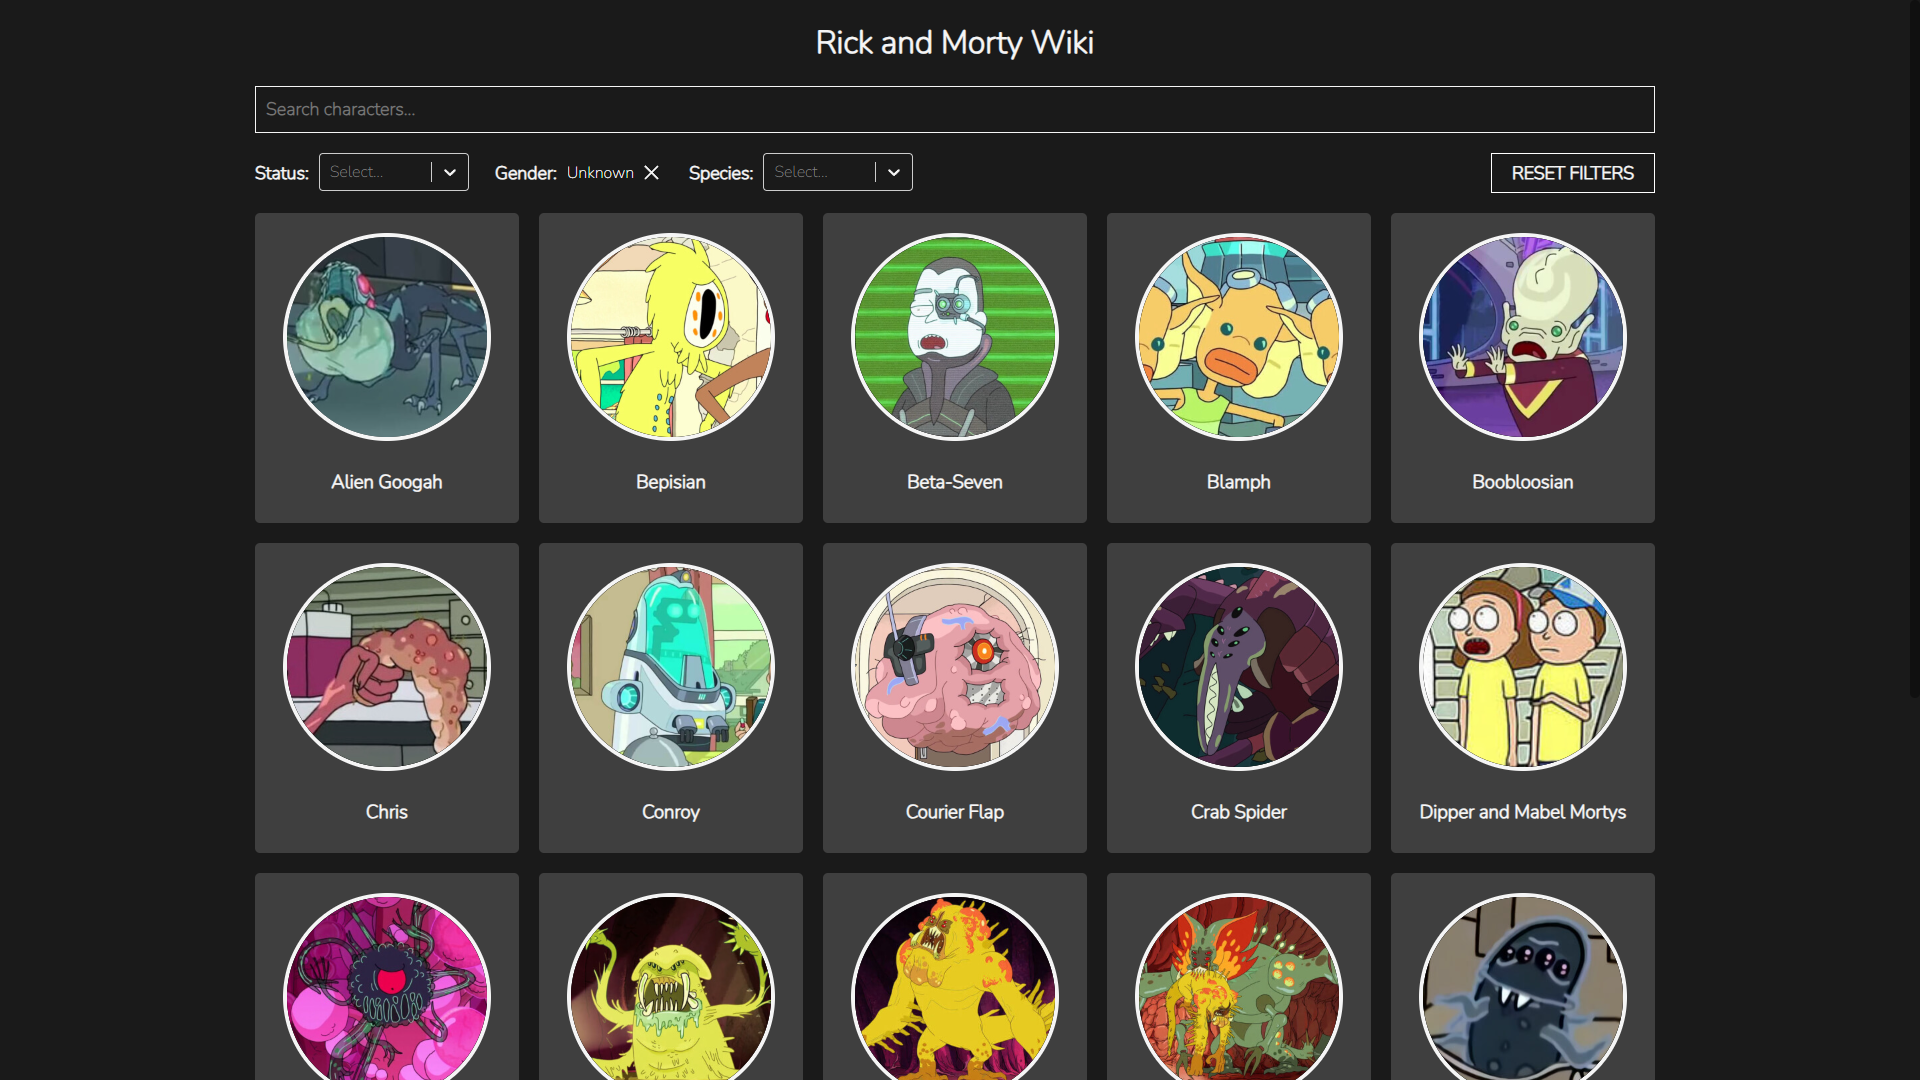 Rick and Morty Wiki
Search characters...
Status: Select... Gender: Unknown Species: Select... RESET FILTERS
Alien Googah Bepisian Beta-Seven Blamph Boobloosian
Chris Conroy Courier Flap Crab Spider Dipper and Mabel Mortys